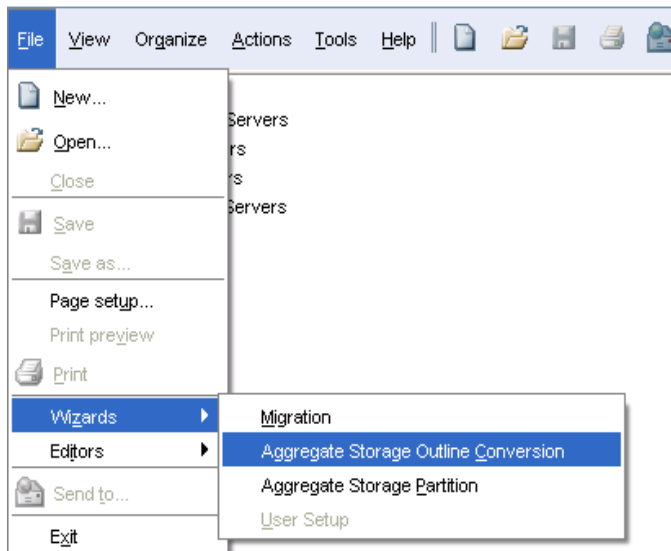 File View Organize Actions Tools Help
New...
Servers
Open...
rs
Close
rs
Save
Servers
Save as...
Page setup...
Print preview
Print
Wizards
Migration
Editors
Aggregate Storage Outline Conversion
Send to...
Aggregate Storage Partition
Exit
User Setup